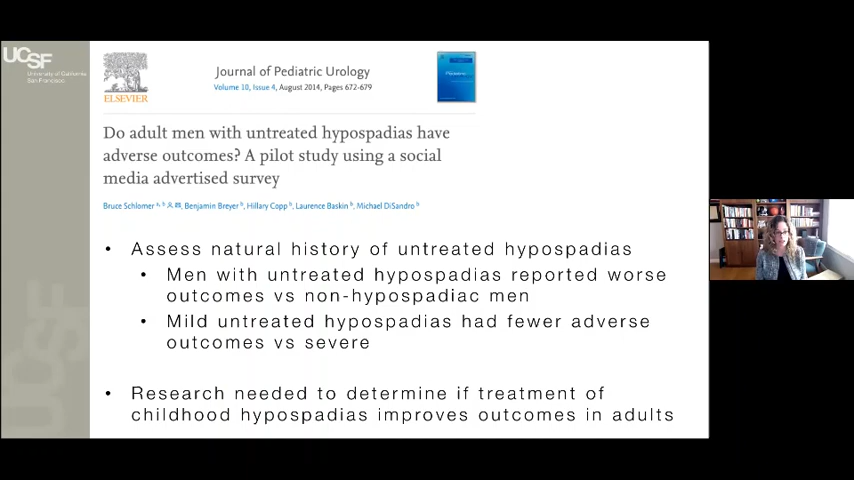 UCSF
University of California
San Francisco
ELSEVIER
Journal of Pediatric Urology
Volume 10, Issue 4, August 2014, Pages 672-679
Do adult men with untreated hypospadias have
adverse outcomes? A pilot study using a social
media advertised survey
Bruce Schlomer a, b, Benjamin Breyer b, Hillary Copp b, Laurence Baskin b, Michael DiSandro b
• Assess natural history of untreated hypospadias
• Men with untreated hypospadias reported worse
outcomes vs non-hypospadiac men
• Mild untreated hypospadias had fewer adverse
outcomes vs severe
• Research needed to determine if treatment of
childhood hypospadias improves outcomes in adults
UCSF